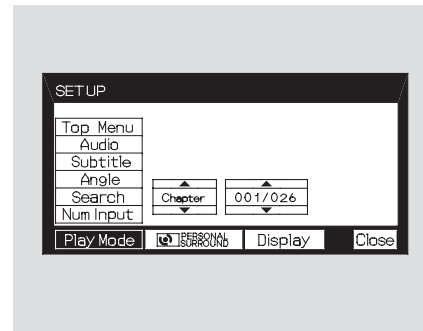 SETUP
Top Menu
Audio
Subtitle
Angle
Search
Num Input
Chapter
001/026
Play Mode
PERSONAL
SURROUND
Display
Close